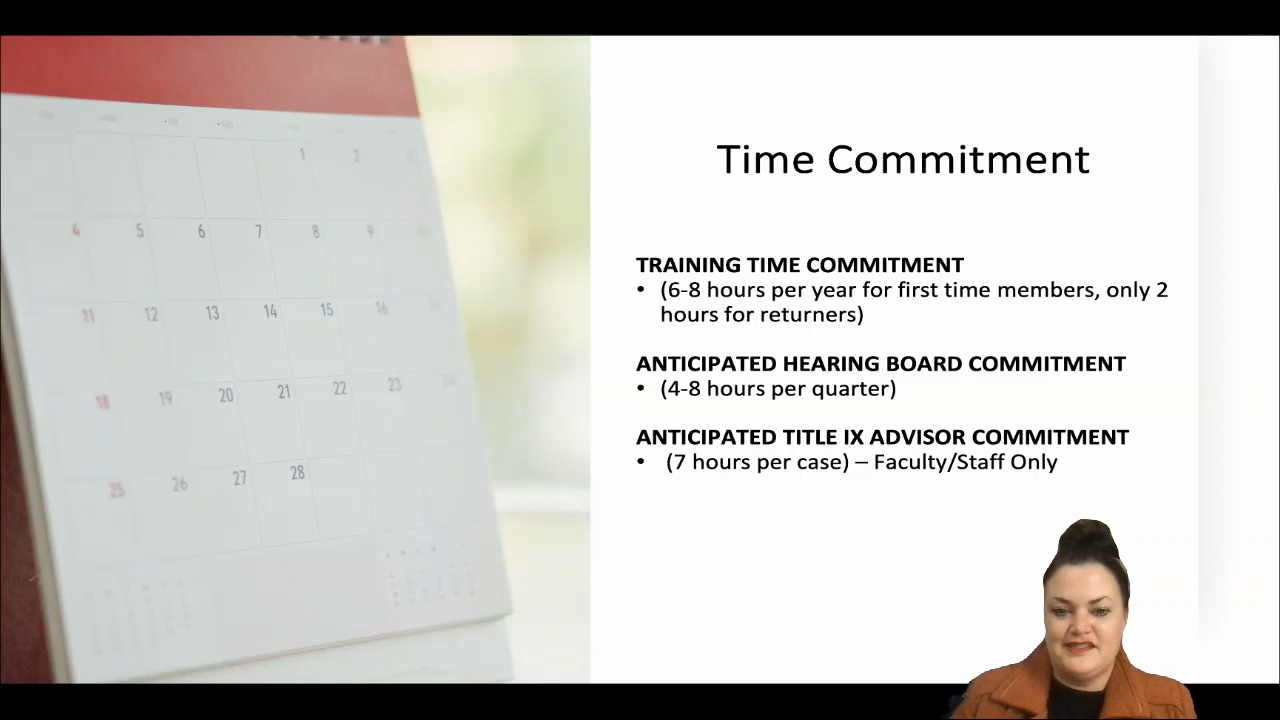 Time Commitment
TRAINING TIME COMMITMENT
• (6-8 hours per year for first time members, only 2
hours for returners)
ANTICIPATED HEARING BOARD COMMITMENT
• (4-8 hours per quarter)
ANTICIPATED TITLE IX ADVISOR COMMITMENT
• (7 hours per case) – Faculty/Staff Only
1 2
4 5 6 7 8 9
11 12 13 14 15 16
18 19 20 21 22 23
25 26 27 28